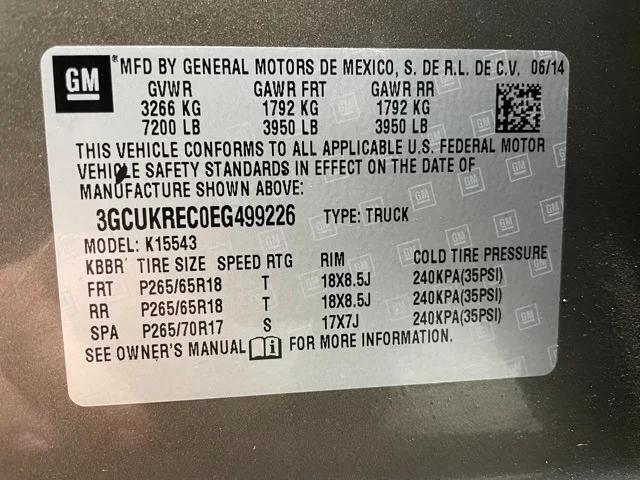 GM MFD BY GENERAL MOTORS DE MEXICO, S. DE R.L. DE C.V. 06/14
GVWR GAWR FRT GAWR RR
3266 KG 1792 KG 1792 KG
7200 LB 3950 LB 3950 LB
THIS VEHICLE CONFORMS TO ALL APPLICABLE U.S. FEDERAL MOTOR
VEHICLE SAFETY STANDARDS IN EFFECT ON THE DATE OF
MANUFACTURE SHOWN ABOVE:
3GCUKREC0EG499226 TYPE: TRUCK
MODEL: K15543
KBBR TIRE SIZE SPEED RTG RIM COLD TIRE PRESSURE
FRT P265/65R18 T 18X8.5J 240KPA(35PSI)
RR P265/65R18 T 18X8.5J 240KPA(35PSI)
SPA P265/70R17 S 17X7J 240KPA(35PSI)
SEE OWNER'S MANUAL FOR MORE INFORMATION.